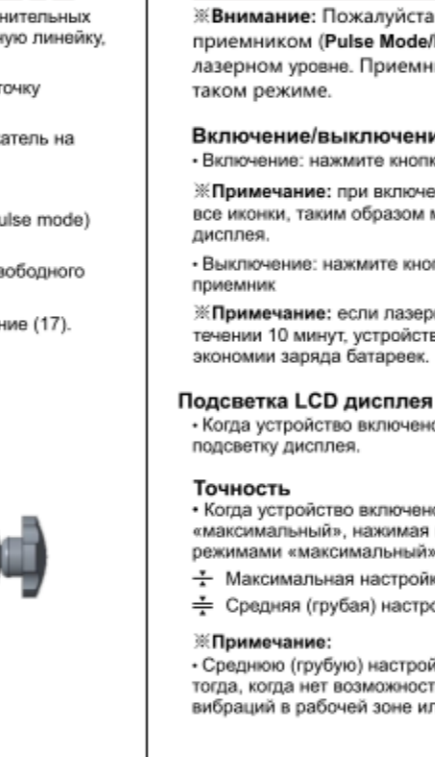 нительных
ную линейку,
точку
атель на
ulse mode)
вободного
ние (17).
※Внимание: Пожалуйста
приемником (Pulse Mode/
лазерном уровне. Приемн
таком режиме.
Включение/выключени
• Включение: нажмите кнопк
※Примечание: при включе
все иконки, таким образом м
дисплея.
• Выключение: нажмите кноп
приемник
※Примечание: если лазерн
течении 10 минут, устройств
экономии заряда батареек.
Подсветка LCD дисплея
• Когда устройство включено
подсветку дисплея.
Точность
• Когда устройство включено
«максимальный», нажимая
режимами «максимальный»
Максимальная настройк
Средняя (грубая) настро
※Примечание:
• Среднюю (грубую) настрой
тогда, когда нет возможност
вибраций в рабочей зоне ил